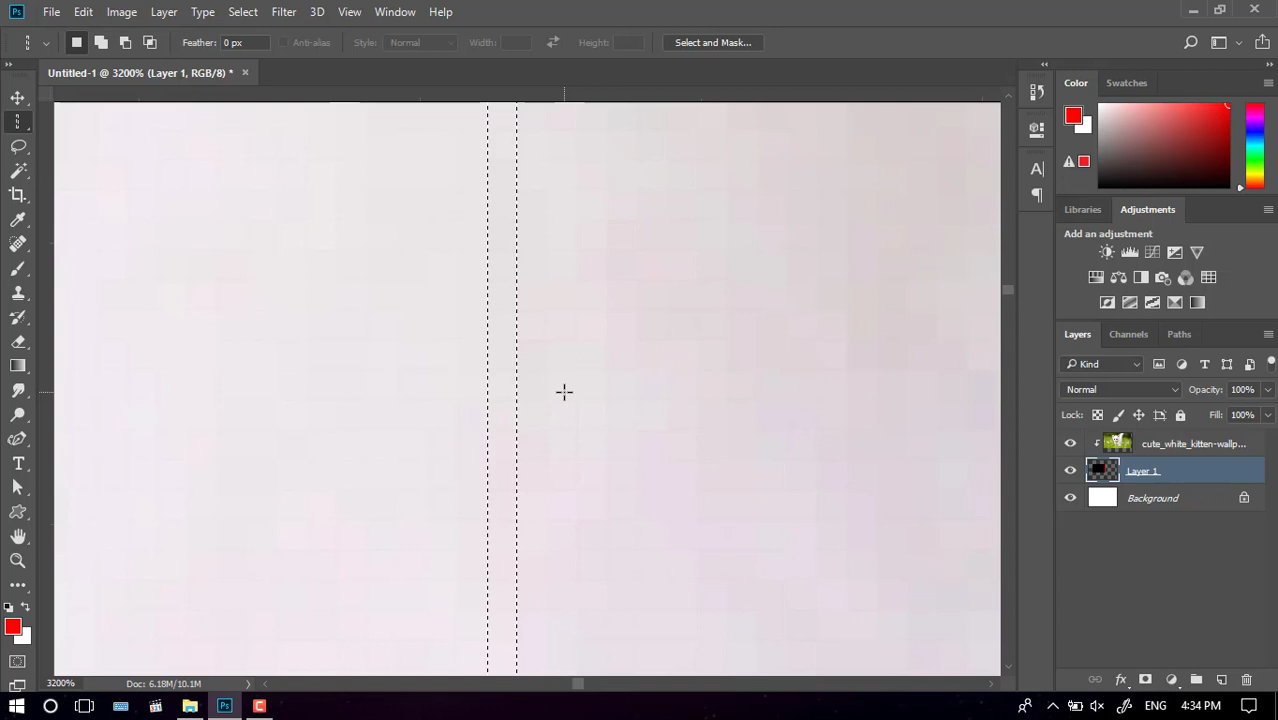 Ps File Edit Image Layer Type Select Filter 3D View Window Help
Feather: 0 px Anti-alias Style: Normal Width: Height: Select and Mask...
Untitled-1 @ 3200% (Layer 1, RGB/8) * ×
Color Swatches
Libraries Adjustments
Add an adjustment
Layers Channels Paths
Kind
Normal Opacity: 100%
Lock: Fill: 100%
cute_white_kitten-wallp...
Layer 1
Background
3200% Doc: 6.18M/10.1M
Ps ENG 4:34 PM